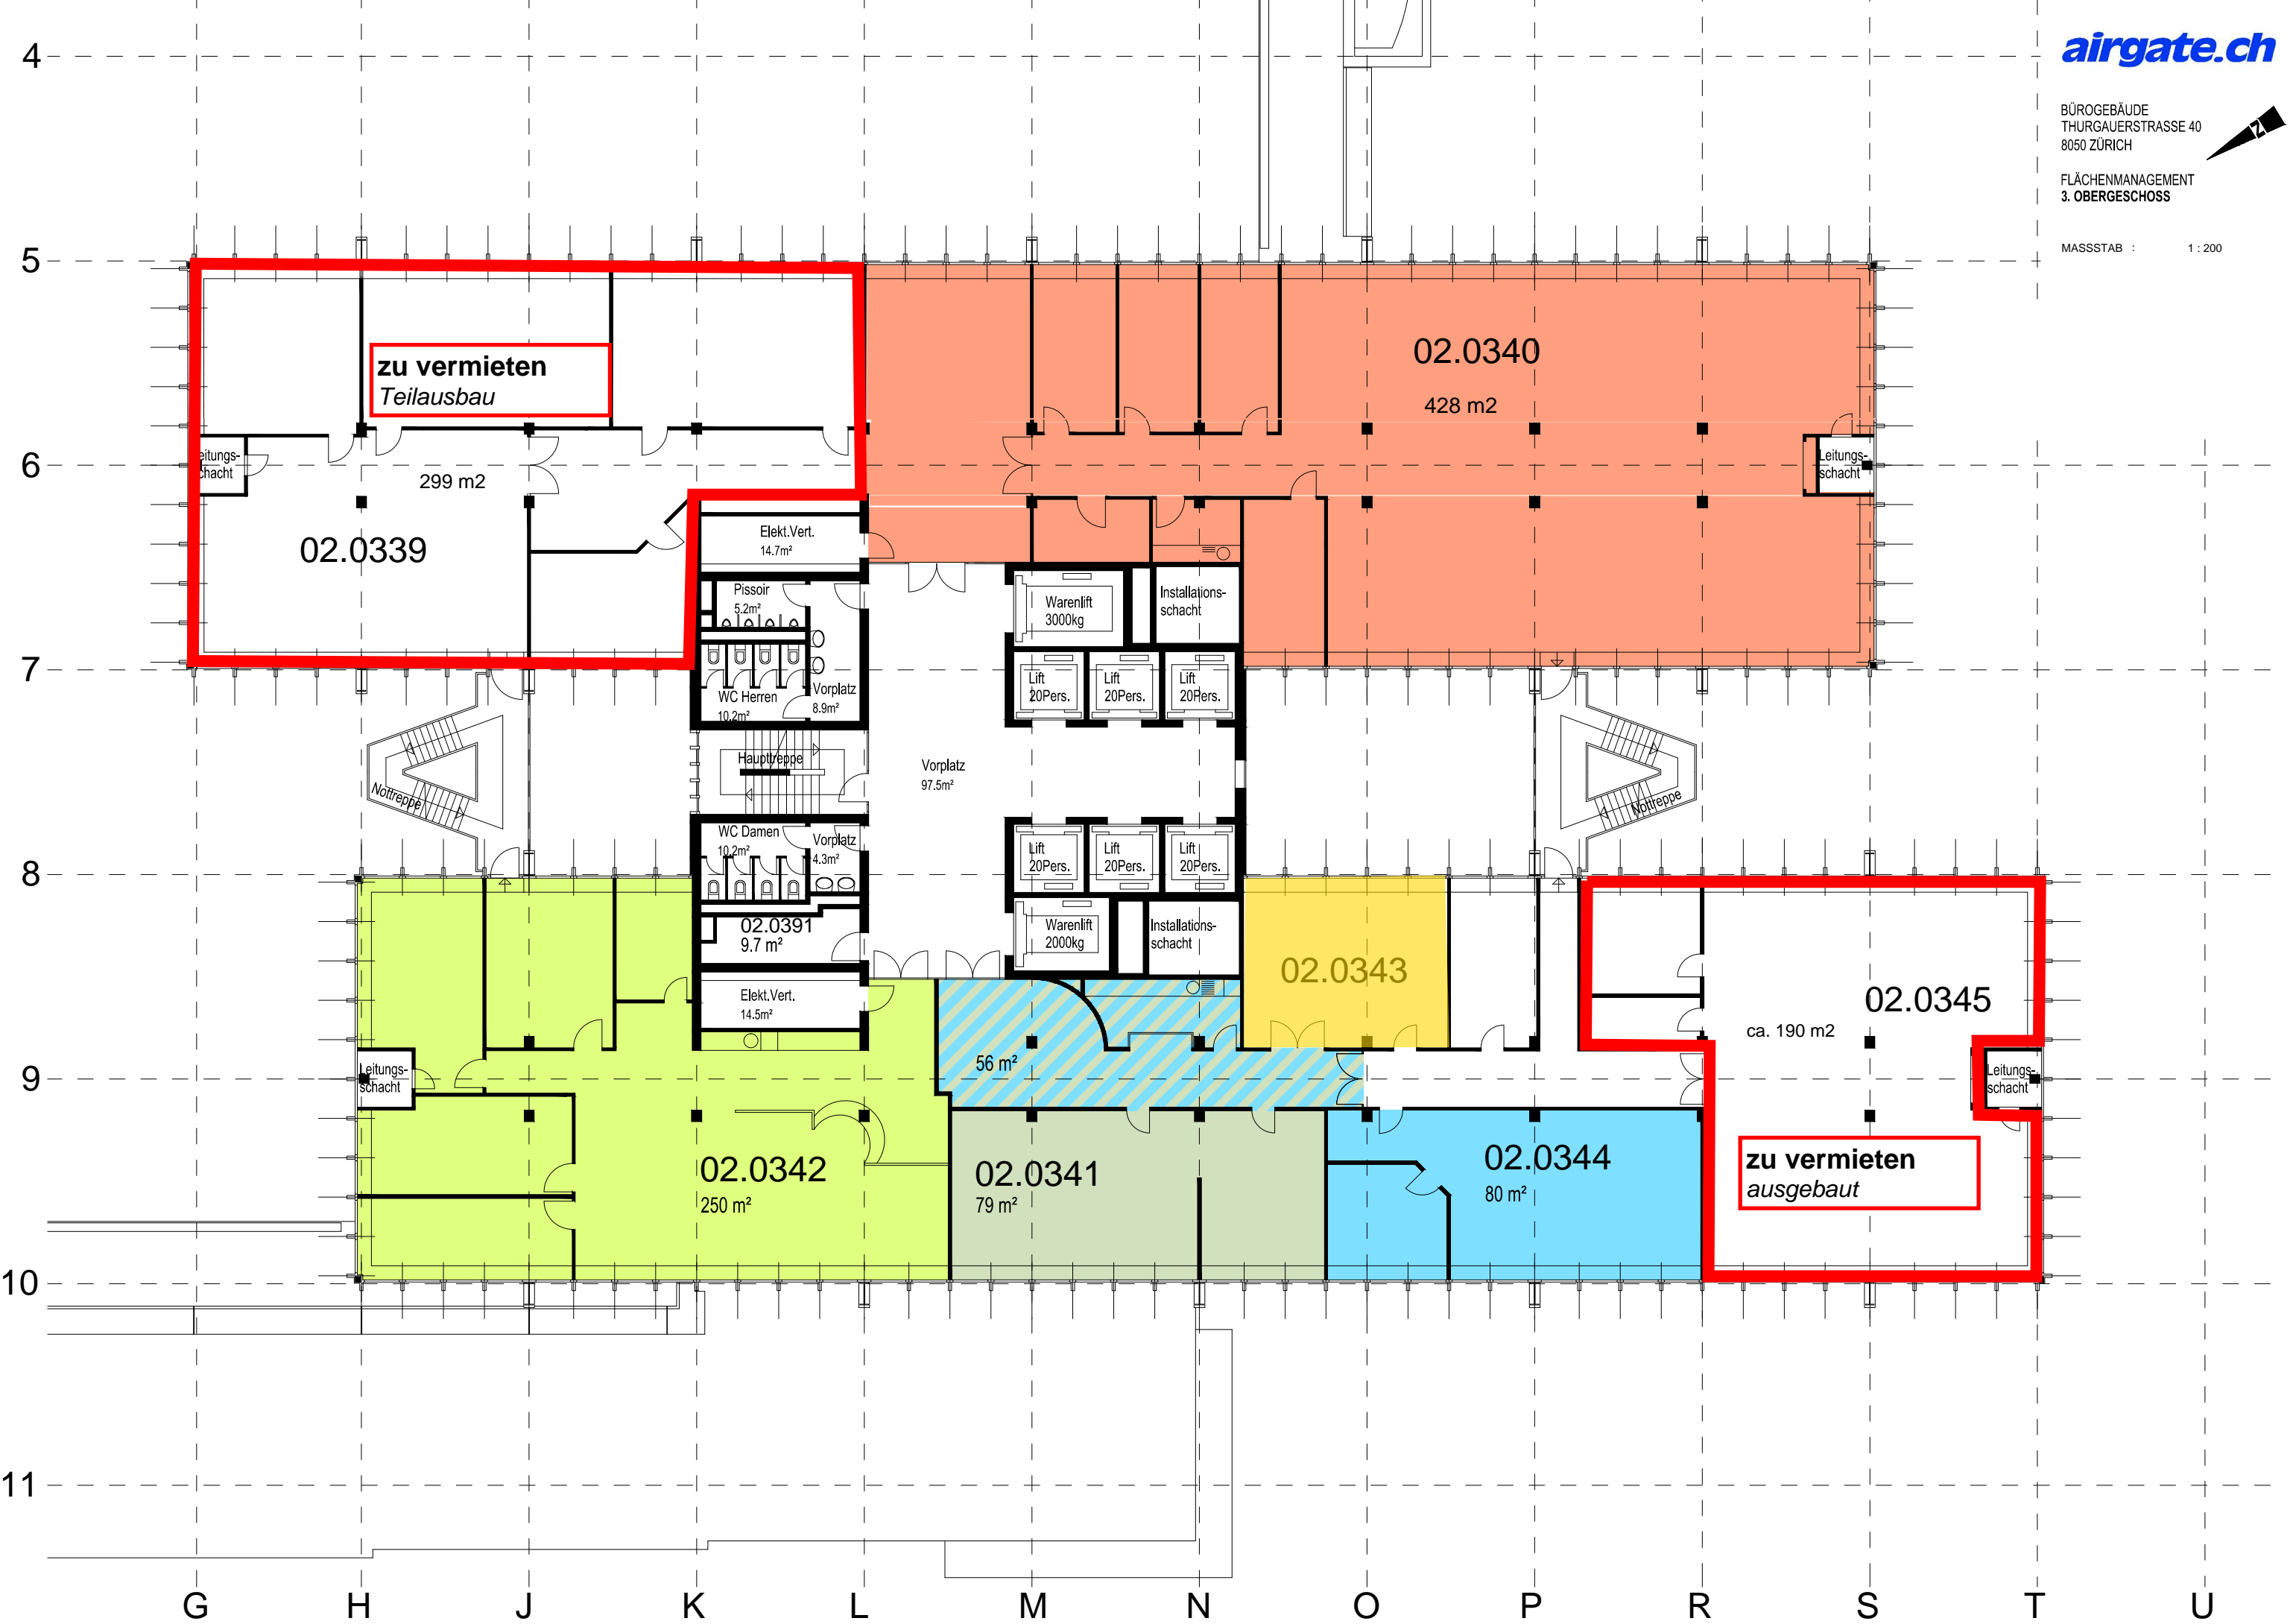 airgate.ch
BÜROGEBÄUDE
THURGAUERSTRASSE 40
8050 ZÜRICH
N
FLÄCHENMANAGEMENT
3. OBERGESCHOSS
MASSSTAB : 1 : 200
4
5
6
7
8
9
10
11
zu vermieten
Teilausbau
eitungs-
chacht
299 m2
02.0339
02.0340
428 m2
Leitungs-
schacht
Elekt.Vert.
14.7m²
Pissoir
5.2m²
WC Herren
10.2m²
Vorplatz
8.9m²
Warenlift
3000kg
Installations-
schacht
Lift
20Pers.
Lift
20Pers.
Lift
20Pers.
Nottreppe
Haupttreppe
Vorplatz
97.5m²
Nottreppe
WC Damen
10.2m²
Vorplatz
4.3m²
Lift
20Pers.
Lift
20Pers.
Lift
20Pers.
02.0391
9.7 m²
Warenlift
2000kg
Installations-
schacht
02.0343
02.0345
ca. 190 m2
Elekt.Vert.
14.5m²
56 m²
Leitungs-
schacht
Leitungs-
schacht
02.0342
250 m²
02.0341
79 m²
02.0344
80 m²
zu vermieten
ausgebaut
G H J K L M N O P R S T U